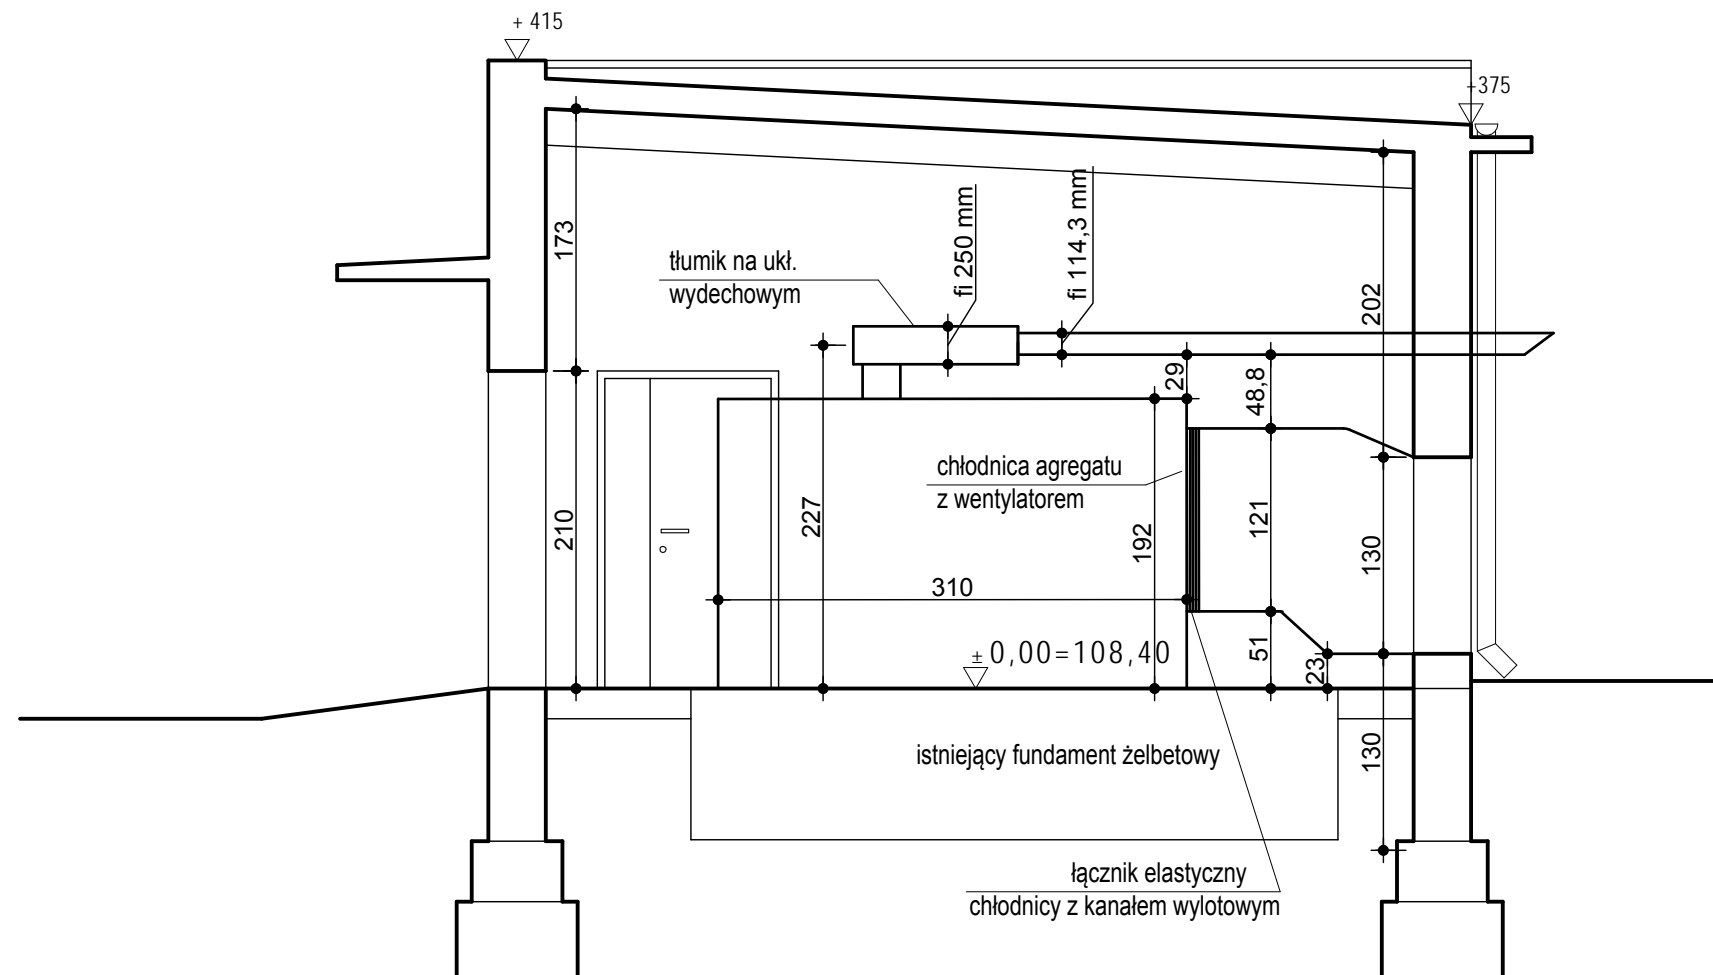 + 415
+375
173
fi 250 mm
fi 114,3 mm
tłumik na ukł.
wydechowym
202
29
48,8
chłodnica agregatu
z wentylatorem
210
227
192
121
130
310
± 0,00=108,40
51
23
istniejący fundament żelbetowy
130
łącznik elastyczny
chłodnicy z kanałem wylotowym